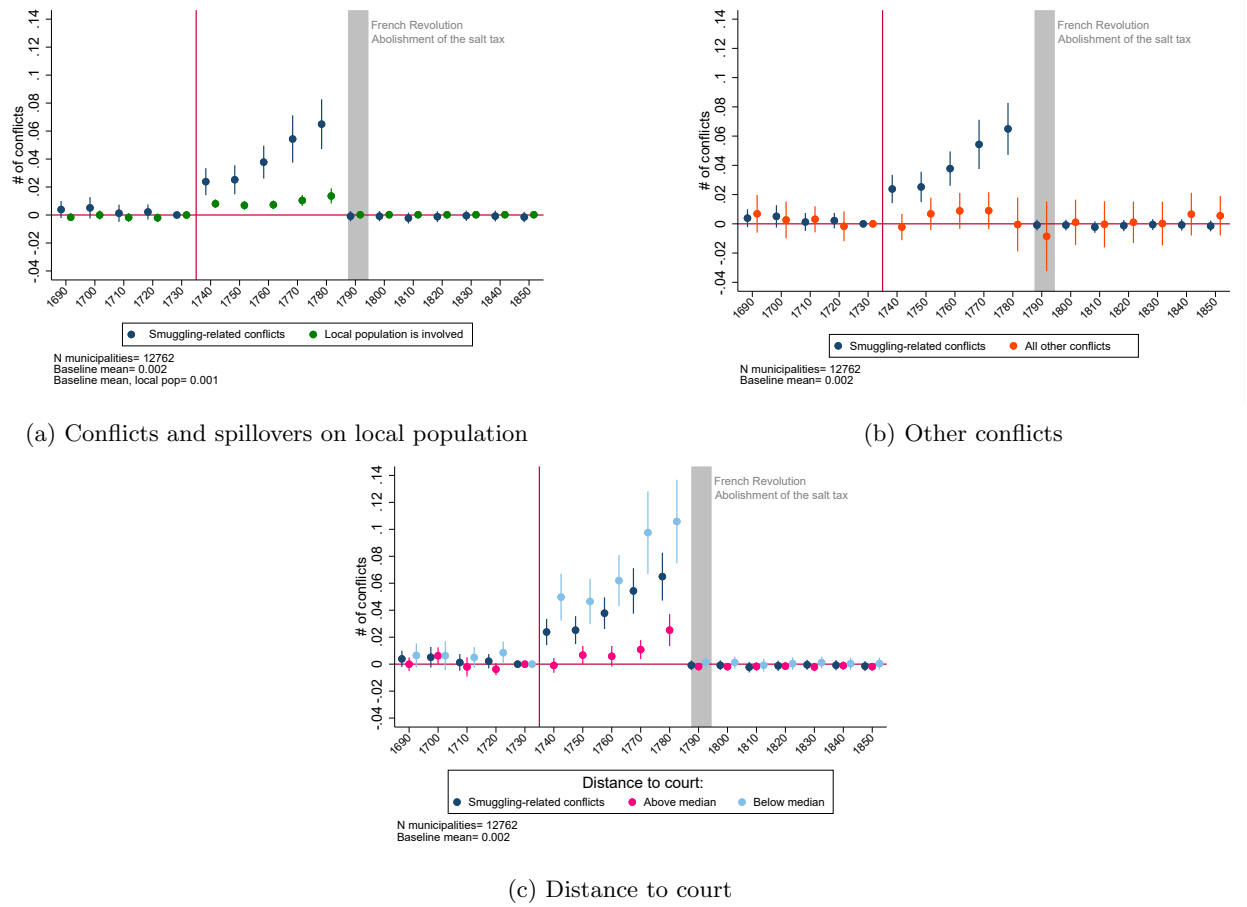 # of conflicts
.14
.12
.1
.08
.06
.04
.02
0
-.02
-.04
French Revolution
Abolishment of the salt tax
1690 1700 1710 1720 1730 1740 1750 1760 1770 1780 1790 1800 1810 1820 1830 1840 1850
Smuggling-related conflicts Local population is involved
N municipalities= 12762
Baseline mean= 0.002
Baseline mean, local pop= 0.001
(a) Conflicts and spillovers on local population
# of conflicts
.14
.12
.1
.08
.06
.04
.02
0
-.02
-.04
French Revolution
Abolishment of the salt tax
1690 1700 1710 1720 1730 1740 1750 1760 1770 1780 1790 1800 1810 1820 1830 1840 1850
Smuggling-related conflicts All other conflicts
N municipalities= 12762
Baseline mean= 0.002
(b) Other conflicts
# of conflicts
.14
.12
.1
.08
.06
.04
.02
0
-.02
-.04
French Revolution
Abolishment of the salt tax
1690 1700 1710 1720 1730 1740 1750 1760 1770 1780 1790 1800 1810 1820 1830 1840 1850
Distance to court:
Smuggling-related conflicts Above median Below median
N municipalities= 12762
Baseline mean= 0.002
(c) Distance to court